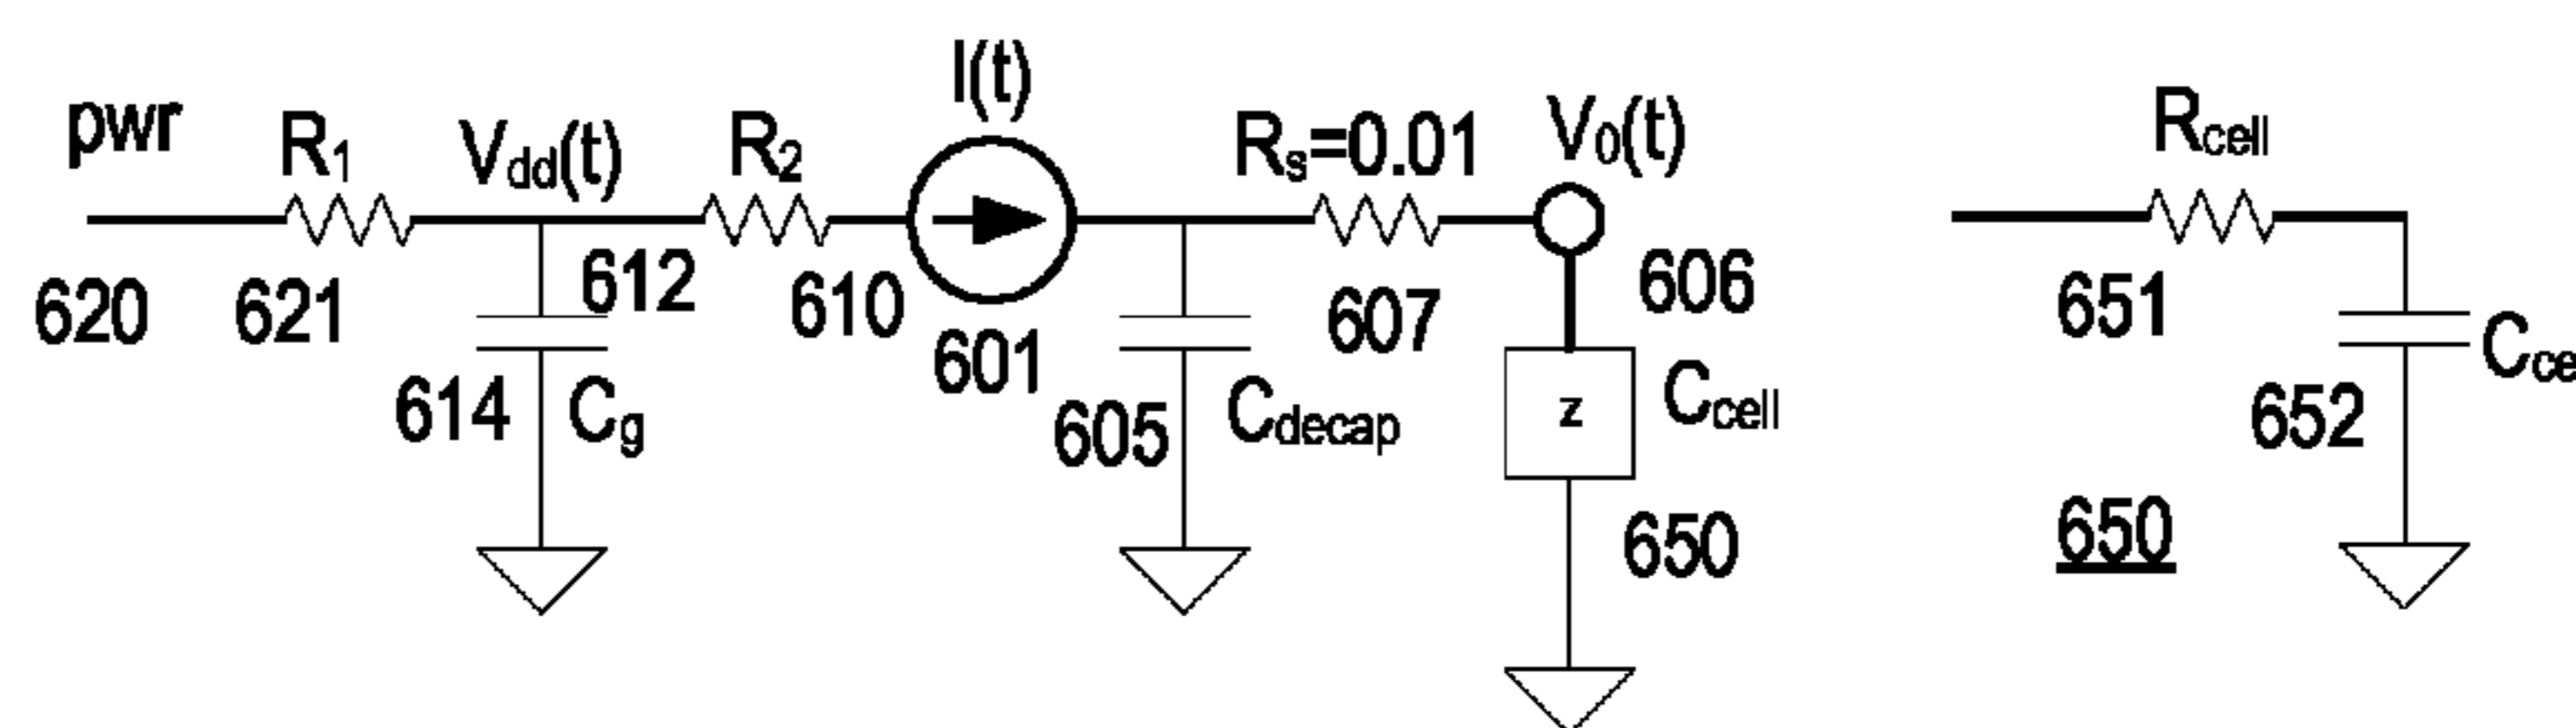 I(t)
pwr R1 Vdd(t) R2 Rs=0.01 V0(t) Rcell
620 621 612 610 601 607 606 651
614 Cg 605 Cdecap z Ccell 652 Cce
650 650